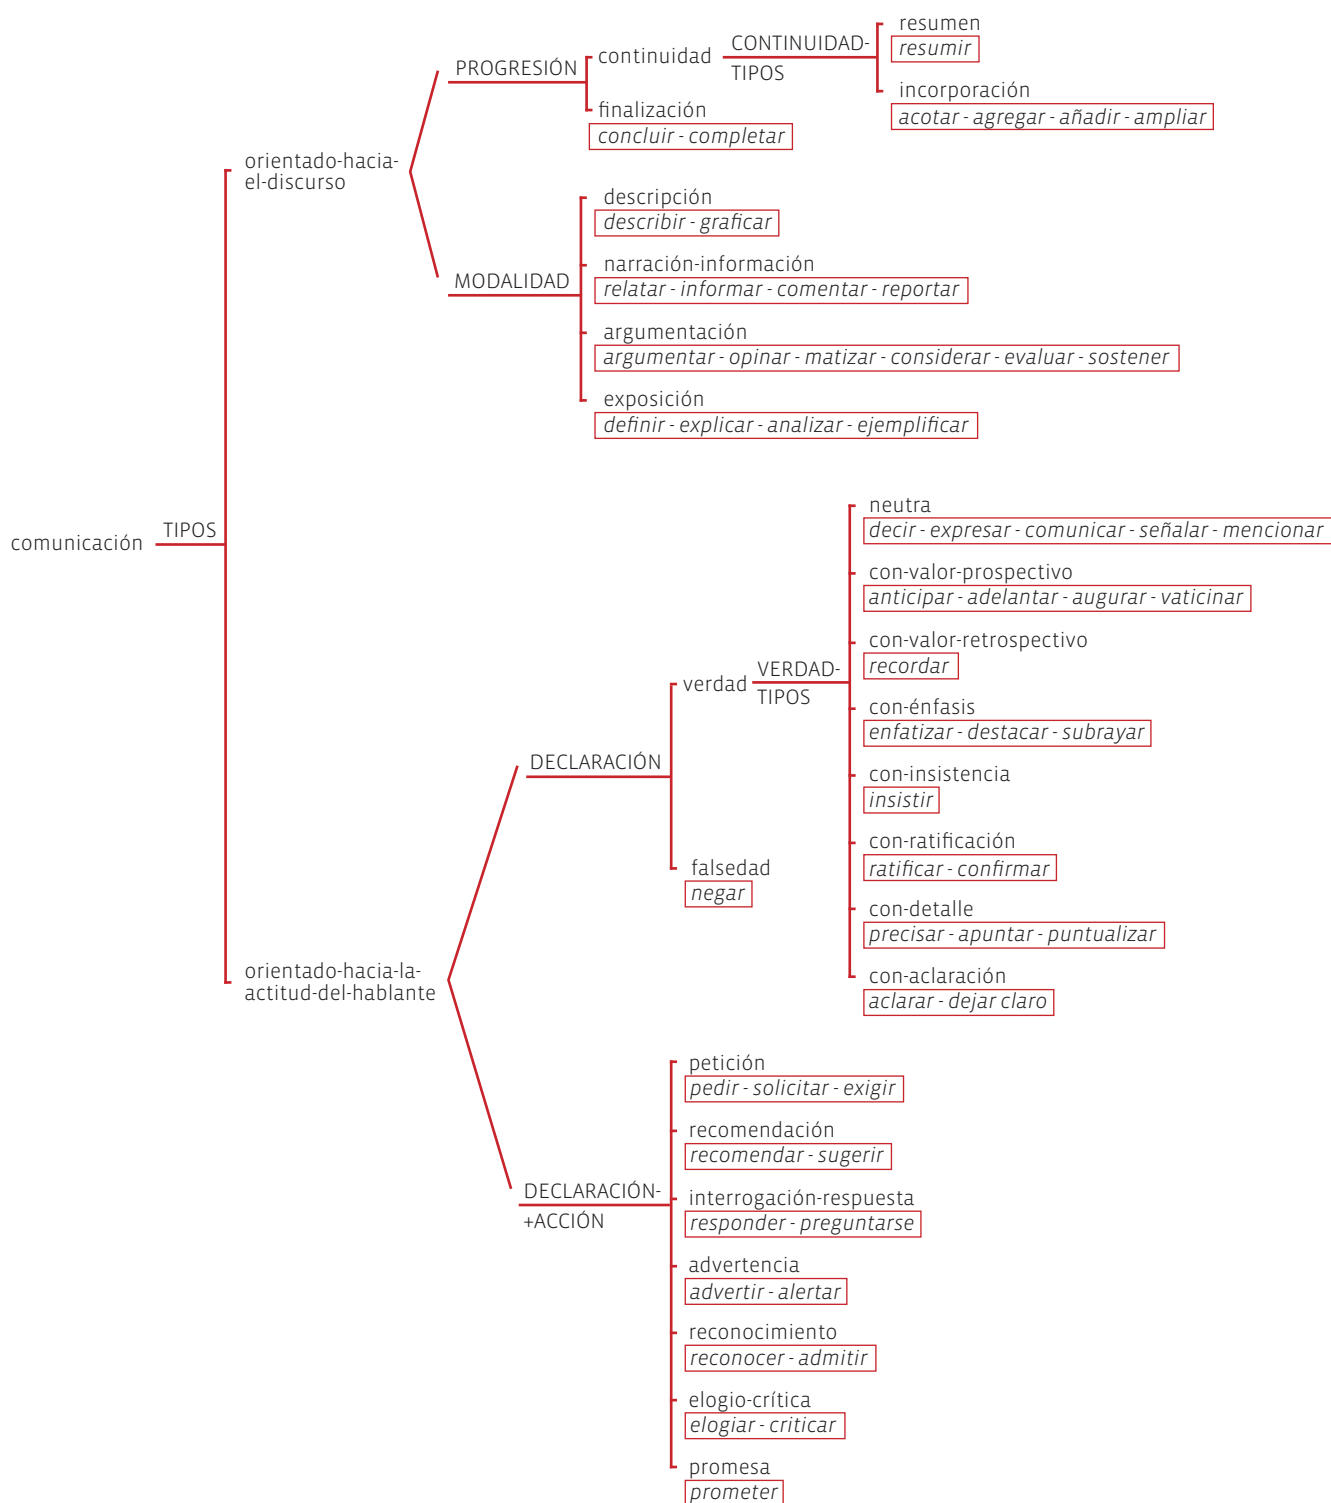 resumen
CONTINUIDAD-
TIPOS
resumir
continuidad
PROGRESIÓN
incorporación
finalización
acotar - agregar - añadir - ampliar
concluir - completar
orientado-hacia-
el-discurso
descripción
describir - graficar
narración-información
MODALIDAD
relatar - informar - comentar - reportar
argumentación
argumentar - opinar - matizar - considerar - evaluar - sostener
exposición
definir - explicar - analizar - ejemplificar
neutra
decir - expresar - comunicar - señalar - mencionar
TIPOS
comunicación
con-valor-prospectivo
anticipar - adelantar - augurar - vaticinar
con-valor-retrospectivo
recordar
VERDAD-
TIPOS
verdad
con-énfasis
enfatizar - destacar - subrayar
DECLARACIÓN
con-insistencia
insistir
con-ratificación
ratificar - confirmar
falsedad
negar
con-detalle
precisar - apuntar - puntualizar
orientado-hacia-la-
actitud-del-hablante
con-aclaración
aclarar - dejar claro
petición
pedir - solicitar - exigir
recomendación
recomendar - sugerir
DECLARACIÓN-
+ACCIÓN
interrogación-respuesta
responder - preguntarse
advertencia
advertir - alertar
reconocimiento
reconocer - admitir
elogio-crítica
elogiar - criticar
promesa
prometer